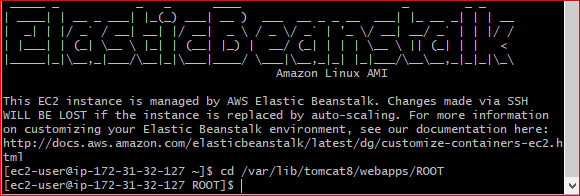 ElasticBeanstalk
Amazon Linux AMI
This EC2 instance is managed by AWS Elastic Beanstalk. Changes made via SSH
WILL BE LOST if the instance is replaced by auto-scaling. For more information
on customizing your Elastic Beanstalk environment, see our documentation here:
http://docs.aws.amazon.com/elasticbeanstalk/latest/dg/customize-containers-ec2.h
tml
[ec2-user@ip-172-31-32-127 ~]$ cd /var/lib/tomcat8/webapps/ROOT
[ec2-user@ip-172-31-32-127 ROOT]$